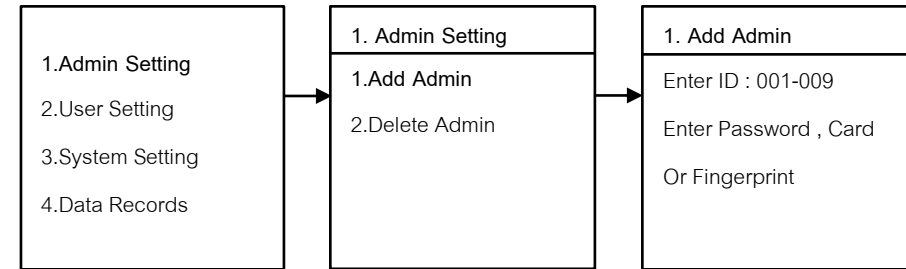 1.Admin Setting
2.User Setting
3.System Setting
4.Data Records
1. Admin Setting
1.Add Admin
2.Delete Admin
1. Add Admin
Enter ID : 001-009
Enter Password , Card
Or Fingerprint